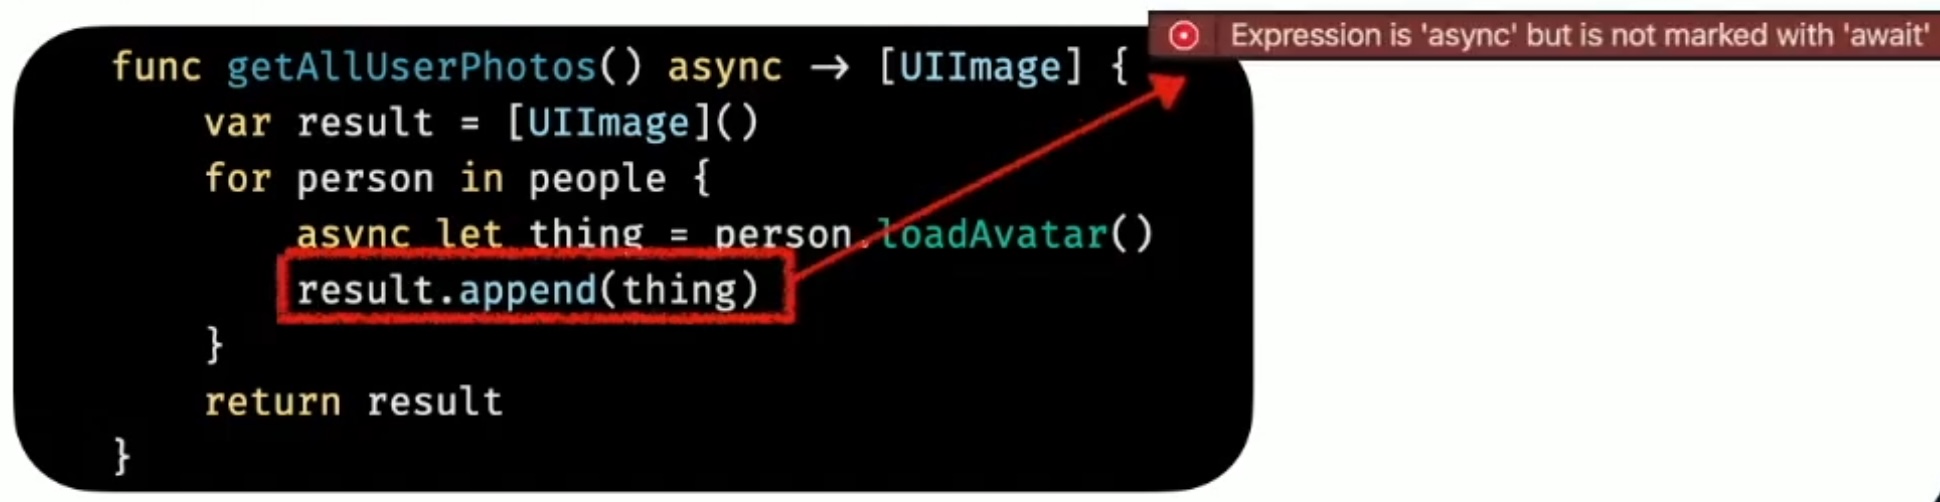 Expression is 'async' but is not marked with 'await'
func getAllUserPhotos() async → [UIImage] {
    var result = [UIImage]()
    for person in people {
        async let thing = person.loadAvatar()
        result.append(thing)
    }
    return result
}